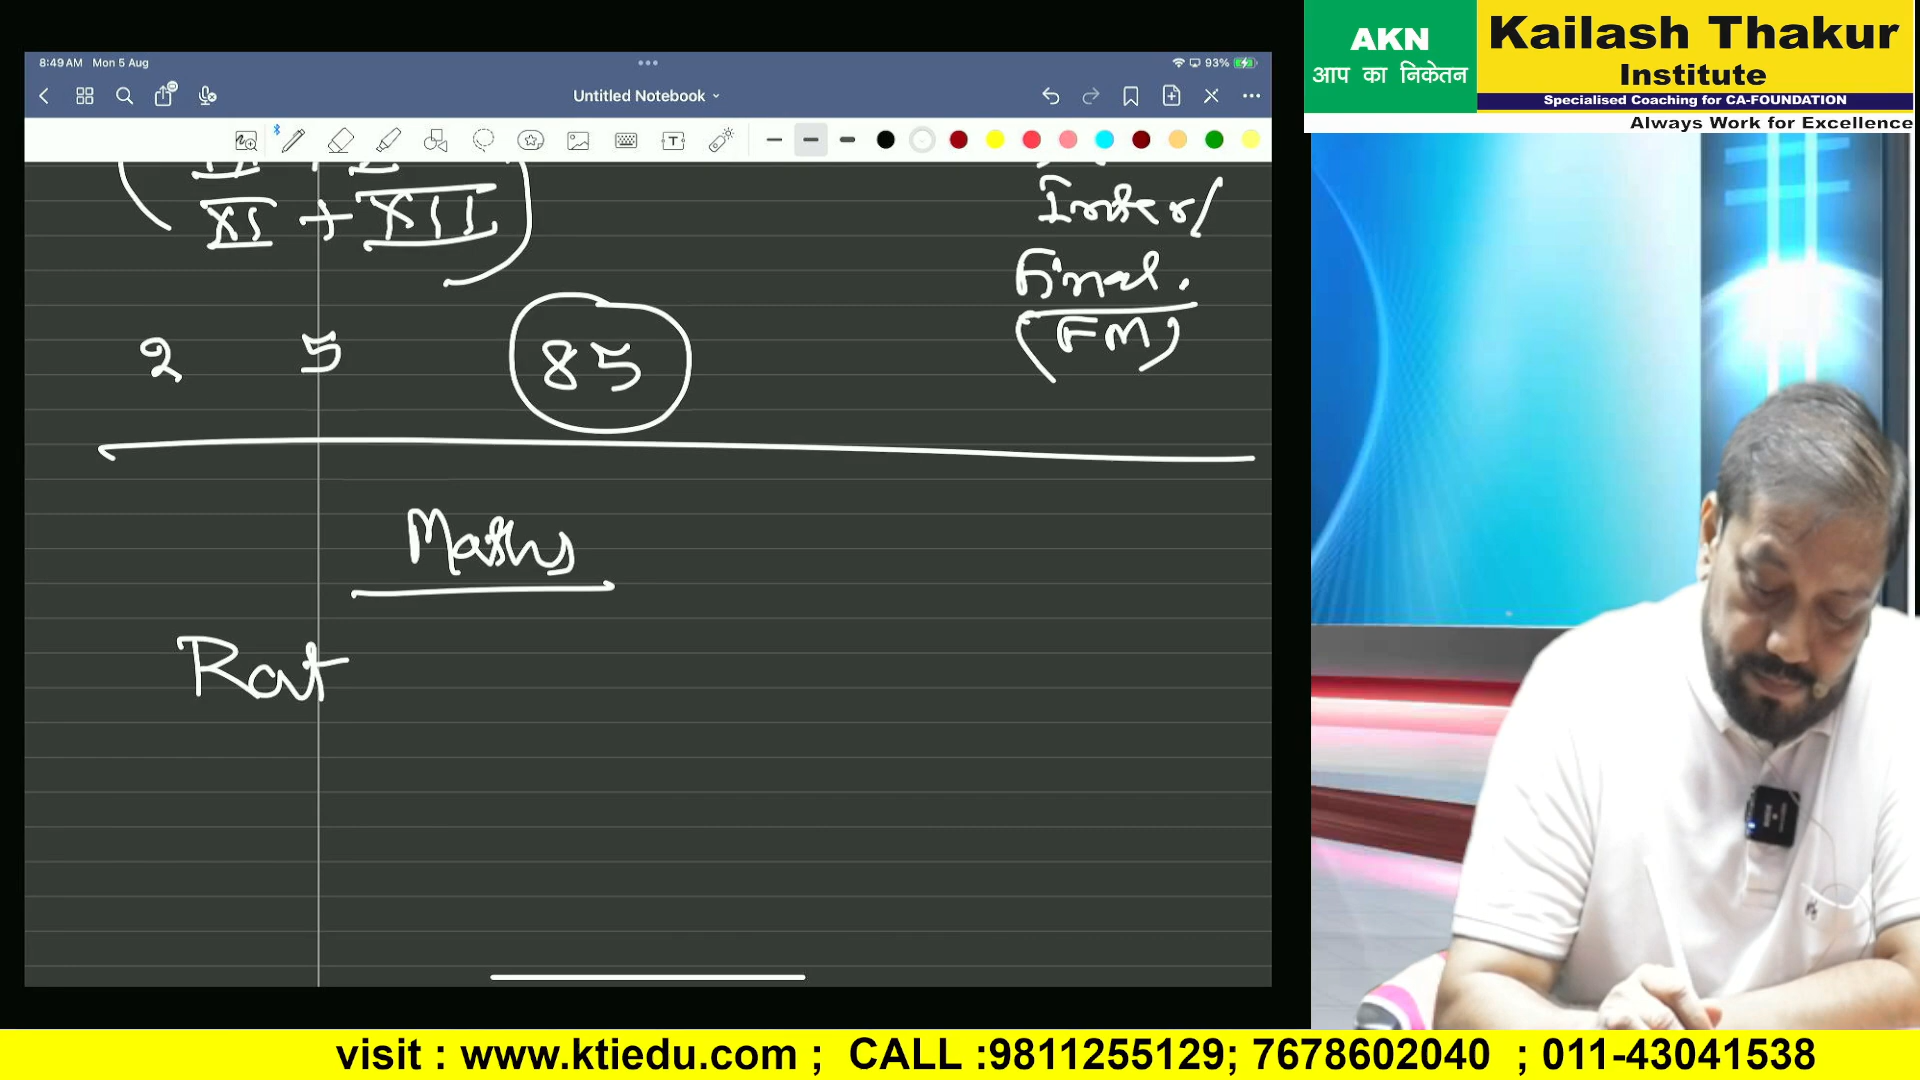 AKN
आप का निकेतन
Kailash Thakur
Institute
Specialised Coaching for CA-FOUNDATION
Always Work for Excellence
8:49 AM Mon 5 Aug
93%
Untitled Notebook
XI + XII
Inter/
Final.
(FM)
2 5 85
Maths
Rat
visit : www.ktiedu.com ; CALL :9811255129; 7678602040 ; 011-43041538